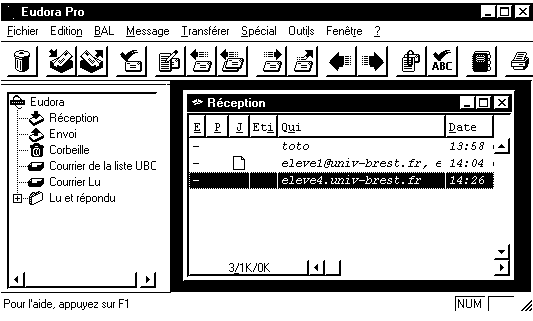 Eudora Pro
Fichier Edition BAL Message Transférer Spécial Outils Fenêtre ?
ABC
Eudora
Réception
Envoi
Corbeille
Courrier de la liste UBC
Courrier Lu
Lu et répondu
Réception
E P J Eti Qui Date
– toto 13:58
– eleve1@univ-brest.fr, e 14:04
– eleve4.univ-brest.fr 14:26
3/1K/0K
Pour l'aide, appuyez sur F1
NUM